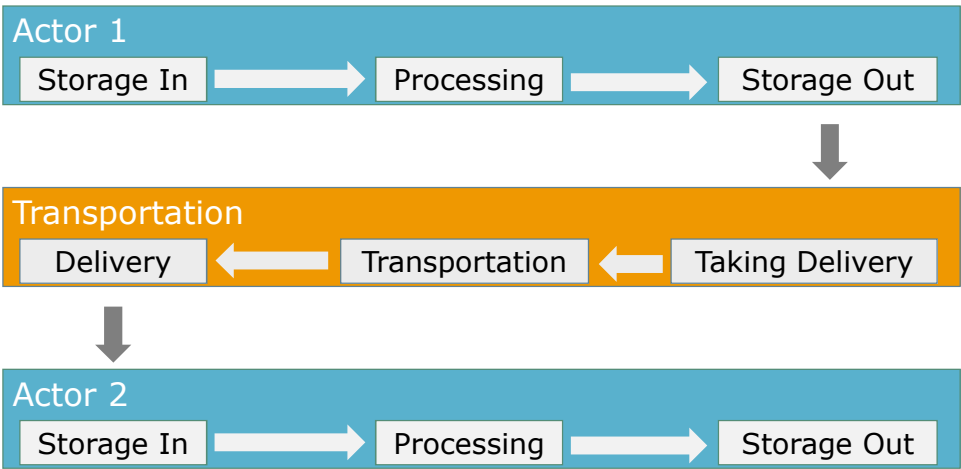 Actor 1
Storage In Processing Storage Out
Transportation
Delivery Transportation Taking Delivery
Actor 2
Storage In Processing Storage Out